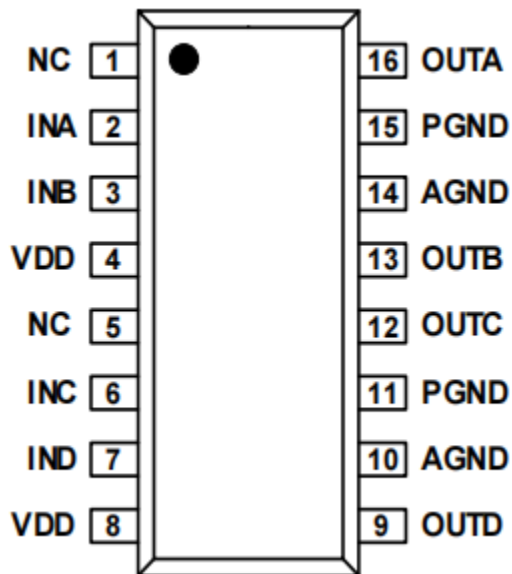 NC 1 16 OUTA
INA 2 15 PGND
INB 3 14 AGND
VDD 4 13 OUTB
NC 5 12 OUTC
INC 6 11 PGND
IND 7 10 AGND
VDD 8 9 OUTD